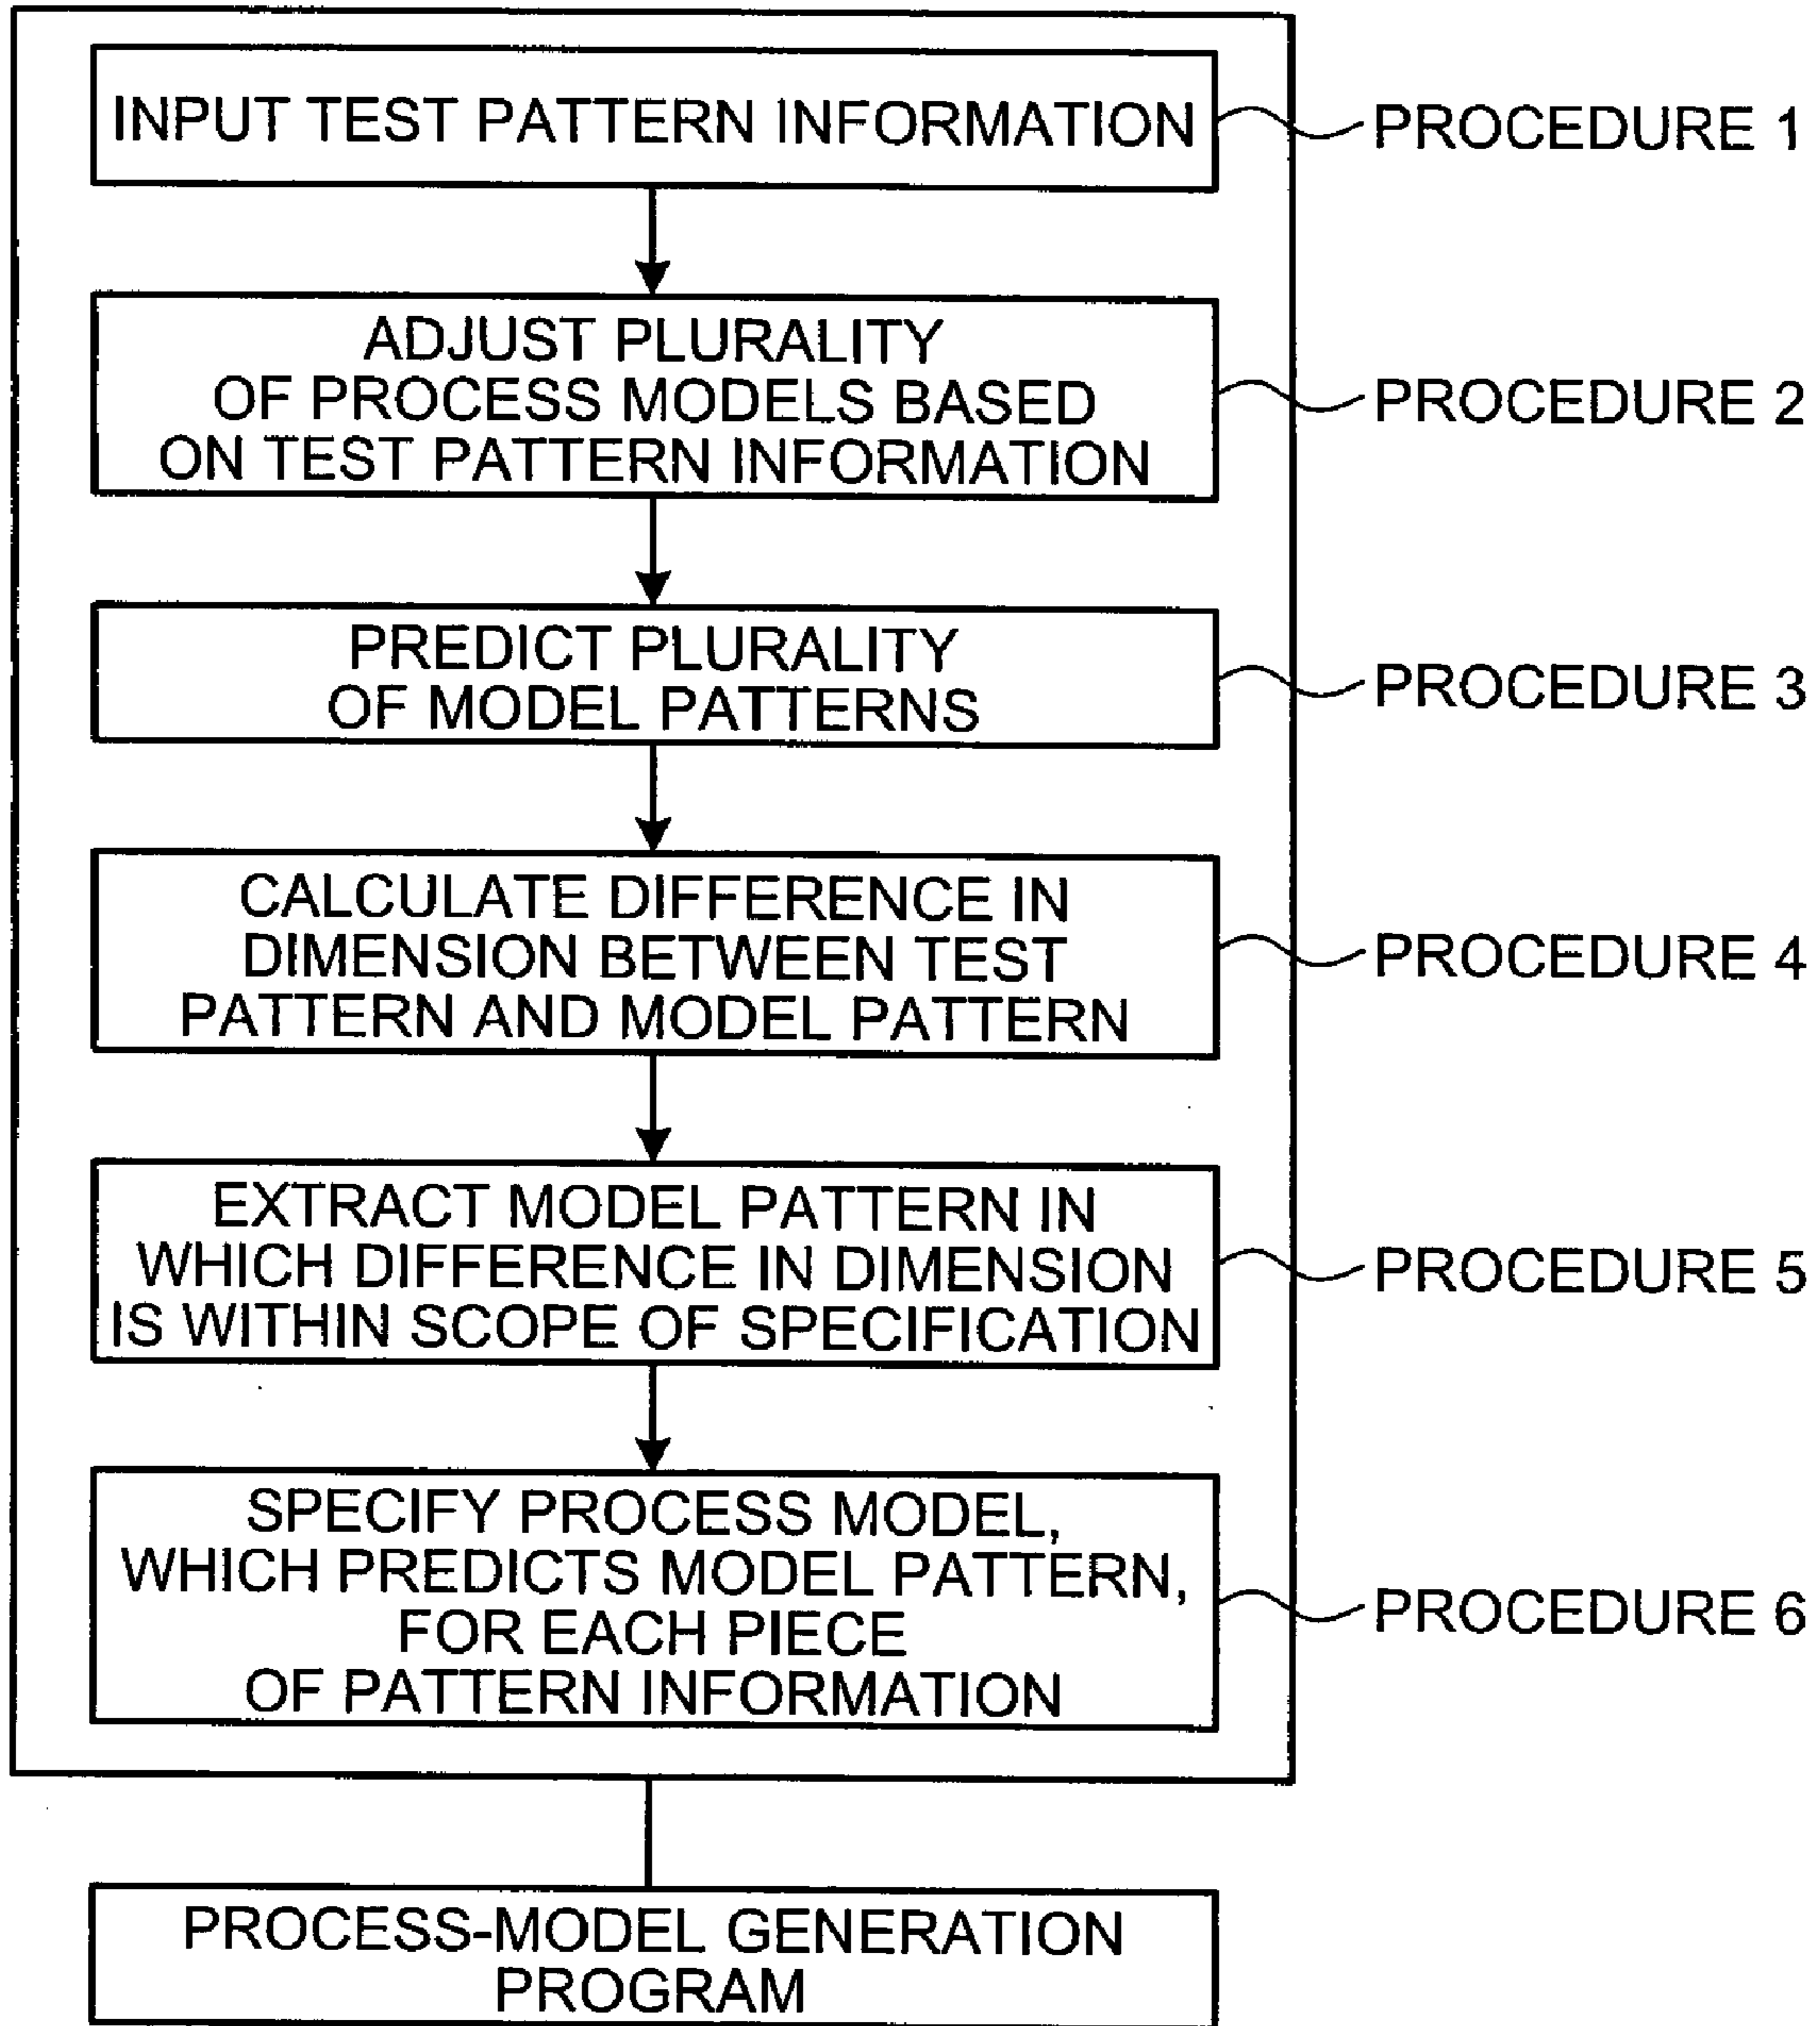 INPUT TEST PATTERN INFORMATION
PROCEDURE 1
ADJUST PLURALITY
OF PROCESS MODELS BASED
ON TEST PATTERN INFORMATION
PROCEDURE 2
PREDICT PLURALITY
OF MODEL PATTERNS
PROCEDURE 3
CALCULATE DIFFERENCE IN
DIMENSION BETWEEN TEST
PATTERN AND MODEL PATTERN
PROCEDURE 4
EXTRACT MODEL PATTERN IN
WHICH DIFFERENCE IN DIMENSION
IS WITHIN SCOPE OF SPECIFICATION
PROCEDURE 5
SPECIFY PROCESS MODEL,
WHICH PREDICTS MODEL PATTERN,
FOR EACH PIECE
OF PATTERN INFORMATION
PROCEDURE 6
PROCESS-MODEL GENERATION
PROGRAM